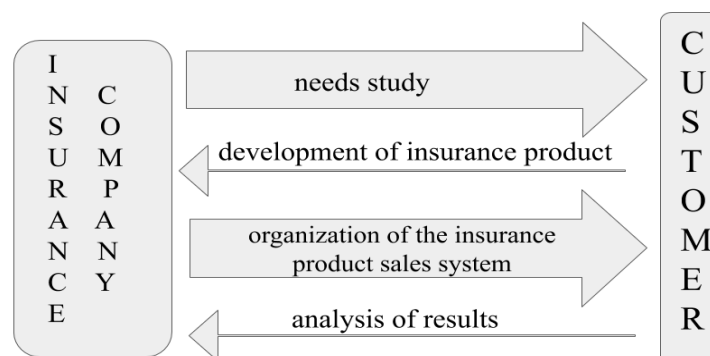 INSURANCE
COMPANY
needs study
development of insurance product
organization of the insurance
product sales system
analysis of results
CUSTOMER